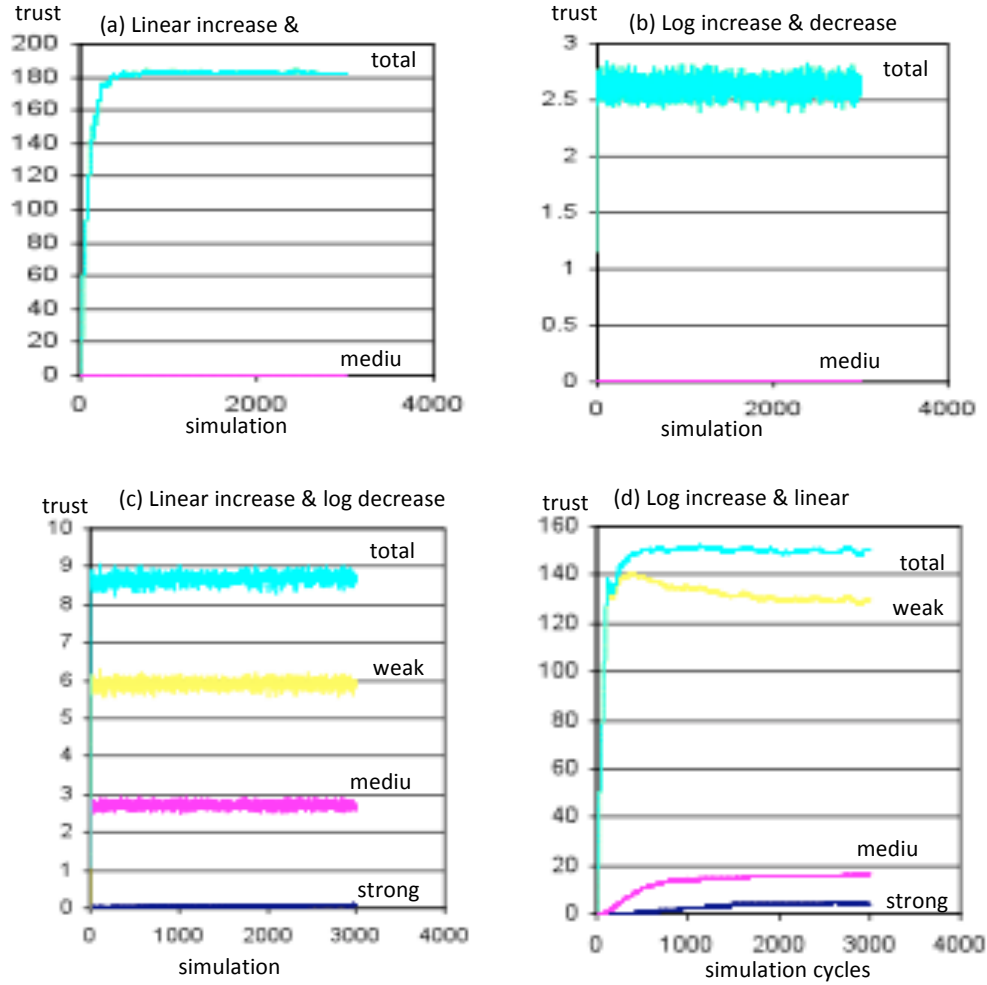 trust
(a) Linear increase &
200
180
160
140
120
100
80
60
40
20
0
total
mediu
0 2000 4000
simulation
trust
(b) Log increase & decrease
3
2.5
2
1.5
1
0.5
0
total
mediu
0 2000 4000
simulation
trust
(c) Linear increase & log decrease
10
9
8
7
6
5
4
3
2
1
0
total
weak
mediu
strong
0 1000 2000 3000 4000
simulation
trust
(d) Log increase & linear
160
140
120
100
80
60
40
20
0
total
weak
mediu
strong
0 1000 2000 3000 4000
simulation cycles